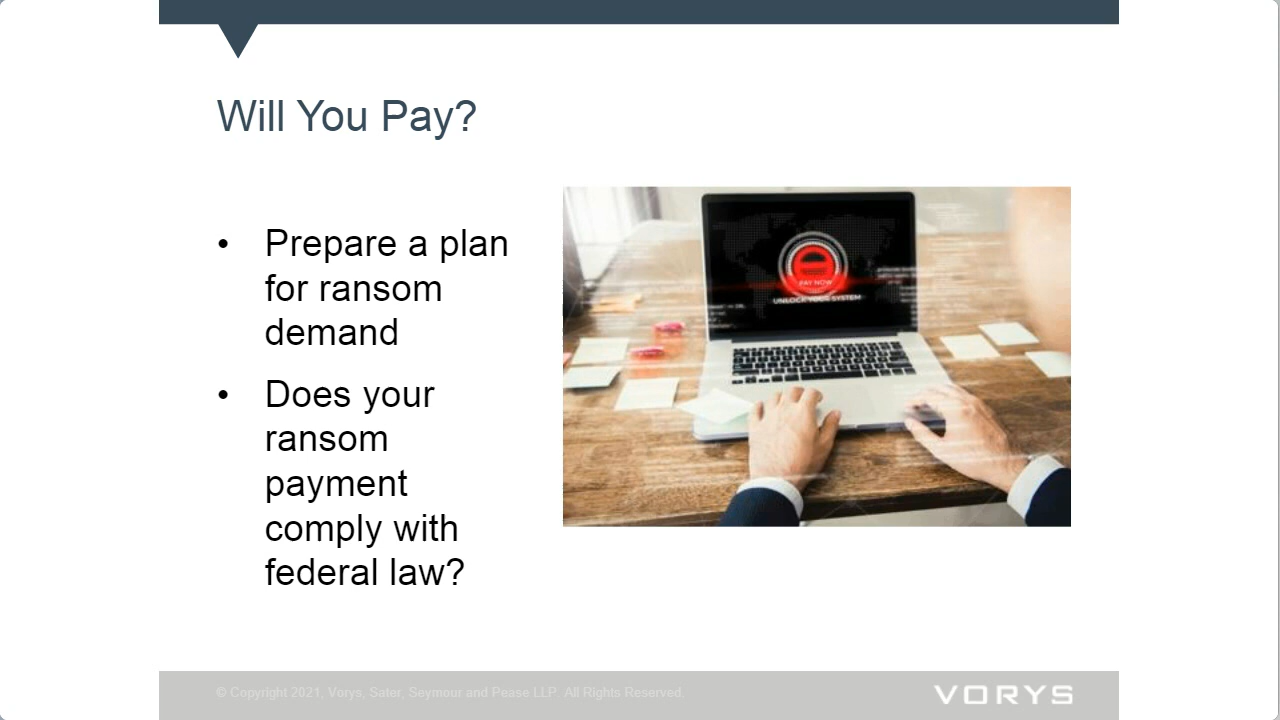 Will You Pay?
• Prepare a plan
for ransom
demand
• Does your
ransom
payment
comply with
federal law?
PAY NOW
UNLOCK YOUR SYSTEM
© Copyright 2021, Vorys, Sater, Seymour and Pease LLP. All Rights Reserved.
VORYS